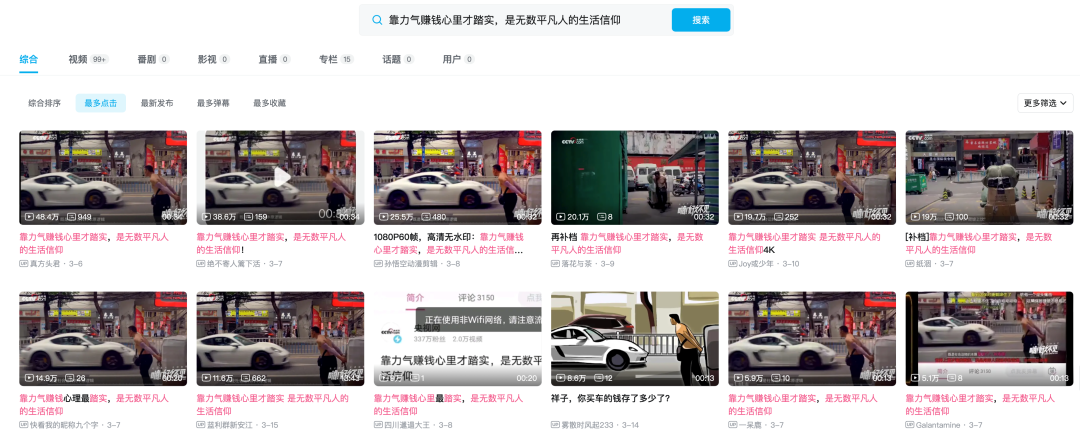 靠力气赚钱心里才踏实，是无数平凡人的生活信仰
搜索
综合
视频 99+
番剧 0
影视 0
直播 0
专栏 15
话题 0
用户 0
综合排序
最多点击
最新发布
最多弹幕
最多收藏
更多筛选
48.4万 949 00:34
38.6万 159 00:34
25.5万 480 00:32
CCTV
20.1万 8 00:32
19.7万 252 00:32
CCTV
19万 100 00:32
靠力气赚钱心里才踏实，是无数平凡人
的生活信仰
真方头君 · 3-6
靠力气赚钱心里才踏实，是无数平凡人
的生活信仰!
绝不寄人篱下活 · 3-7
1080P60帧，高清无水印：靠力气赚钱
心里才踏实，是无数平凡人的生活信...
孙悟空动漫剪辑 · 3-8
再补档 靠力气赚钱心里才踏实，是无数
平凡人的生活信仰
落花与茶 · 3-9
靠力气赚钱心里才踏实 是无数平凡人的
生活信仰4K
Joy或少年 · 3-10
[补档]靠力气赚钱心里才踏实，是无数
平凡人的生活信仰
纸溷 · 3-7
14.9万 26 00:20
11.6万 662 13:13
简介 评论 3150
正在使用非Wifi网络，请注意流
央视网
337万粉丝 2.0万视频
靠力气赚钱心里才踏实，是无数平
生活信仰
1 00:20
8.6万 12 00:13
5.9万 10 00:13
简介 评论 3150
5.1万 8 00:13
靠力气赚钱心理最踏实，是无数平凡人
的生活信仰
快看我的昵称九个字 · 3-7
靠力气赚钱心里才踏实 是无数平凡人的
生活信仰
蓝利群新安江 · 3-15
靠力气赚钱心里最踏实，是无数平凡人
的生活信仰
四川暹逼大王 · 3-8
祥子，你买车的钱存了多少了?
雾散时风起233 · 3-14
靠力气赚钱心里才踏实，是无数平凡人
的生活信仰
一呆鹿 · 3-7
靠力气赚钱心里才踏实，是无数平凡人
的生活信仰
Galantamine · 3-7